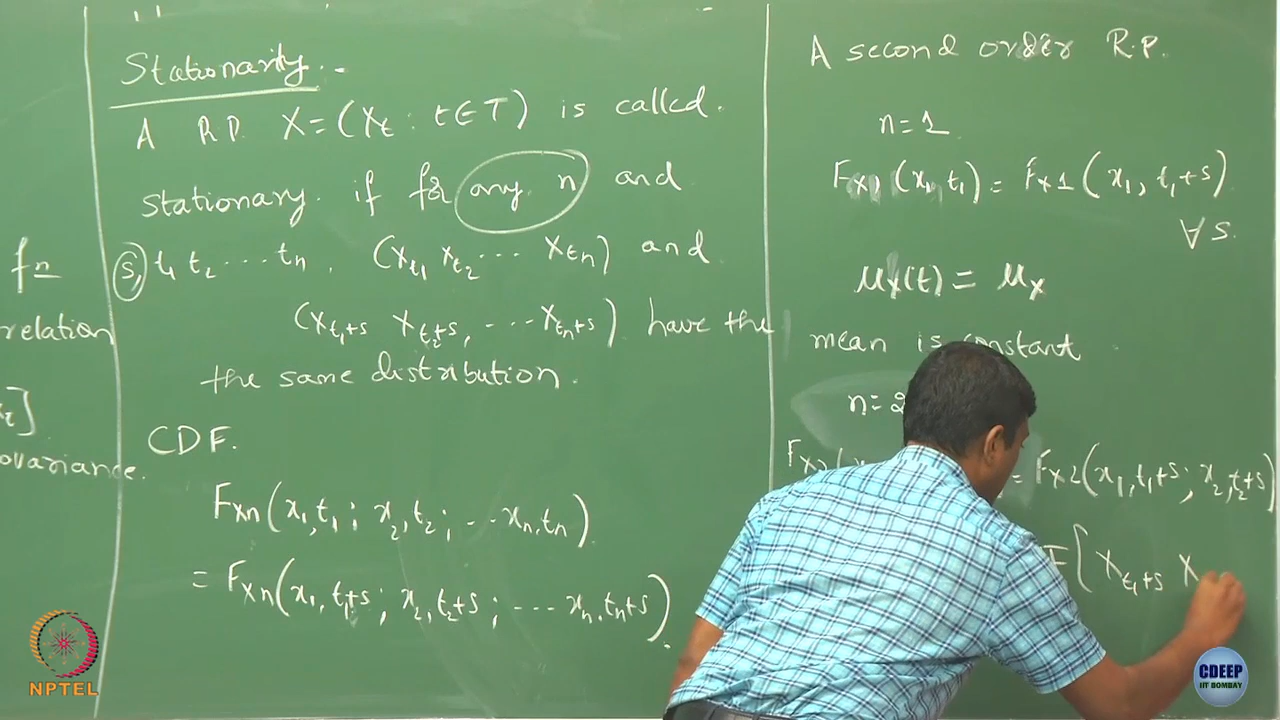 fn
relation
ovariance.
Stationarity.-
A R.P. X=(Xt : t∈T) is called.
stationary. if for any n and
s, t1 t2 ... tn. (Xt1 Xt2 ... Xtn) and
(Xt1+s Xt2+s, ... Xtn+s) have the
the same distribution.
CDF.
FXn(x1,t1; x2,t2; ... xn,tn)
= FXn(x1,t1+s; x2,t2+s; ... xn,tn+s).
A second order R.P.
n=1
FX1(x1,t1) = FX1(x1,t1+s)
∀ s.
μX(t) = μX
mean is constant
n=2
FX2( = FX2(x1,t1+s; x2,t2+s)
E[Xt1+s X
NPTEL
CDEEP
IIT BOMBAY